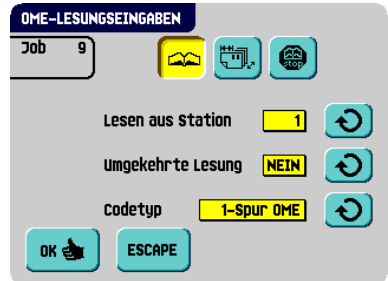 OME-LESUNGSEINGABEN
Job 9
stop
Lesen aus Station 1
Umgekehrte Lesung NEIN
Codetyp 1-Spur OME
OK ESCAPE